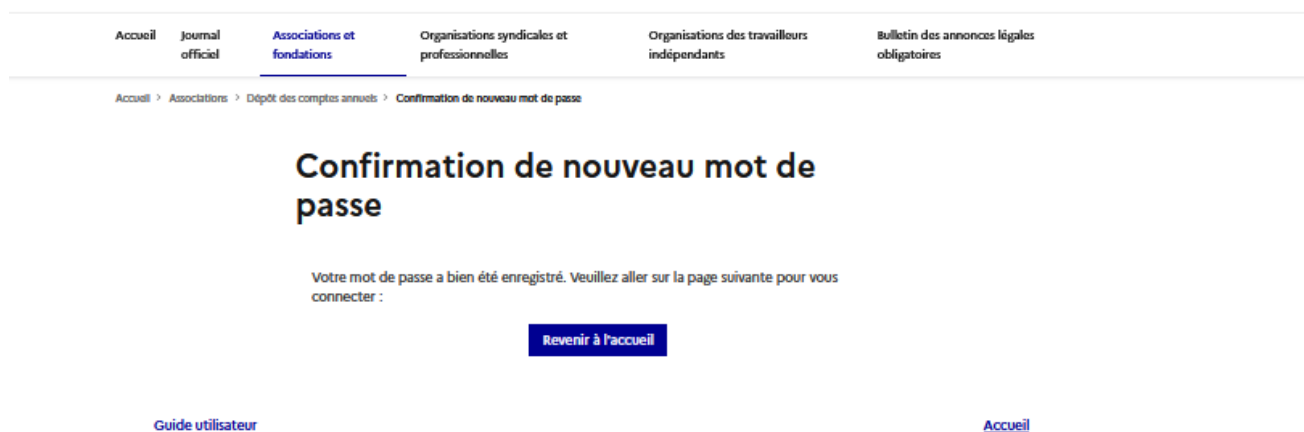 Accueil
Journal
officiel
Associations et
fondations
Organisations syndicales et
professionnelles
Organisations des travailleurs
indépendants
Bulletin des annonces légales
obligatoires
Accueil > Associations > Dépôt des comptes annuels > Confirmation de nouveau mot de passe
Confirmation de nouveau mot de
passe
Votre mot de passe a bien été enregistré. Veuillez aller sur la page suivante pour vous
connecter :
Revenir à l'accueil
Guide utilisateur
Accueil